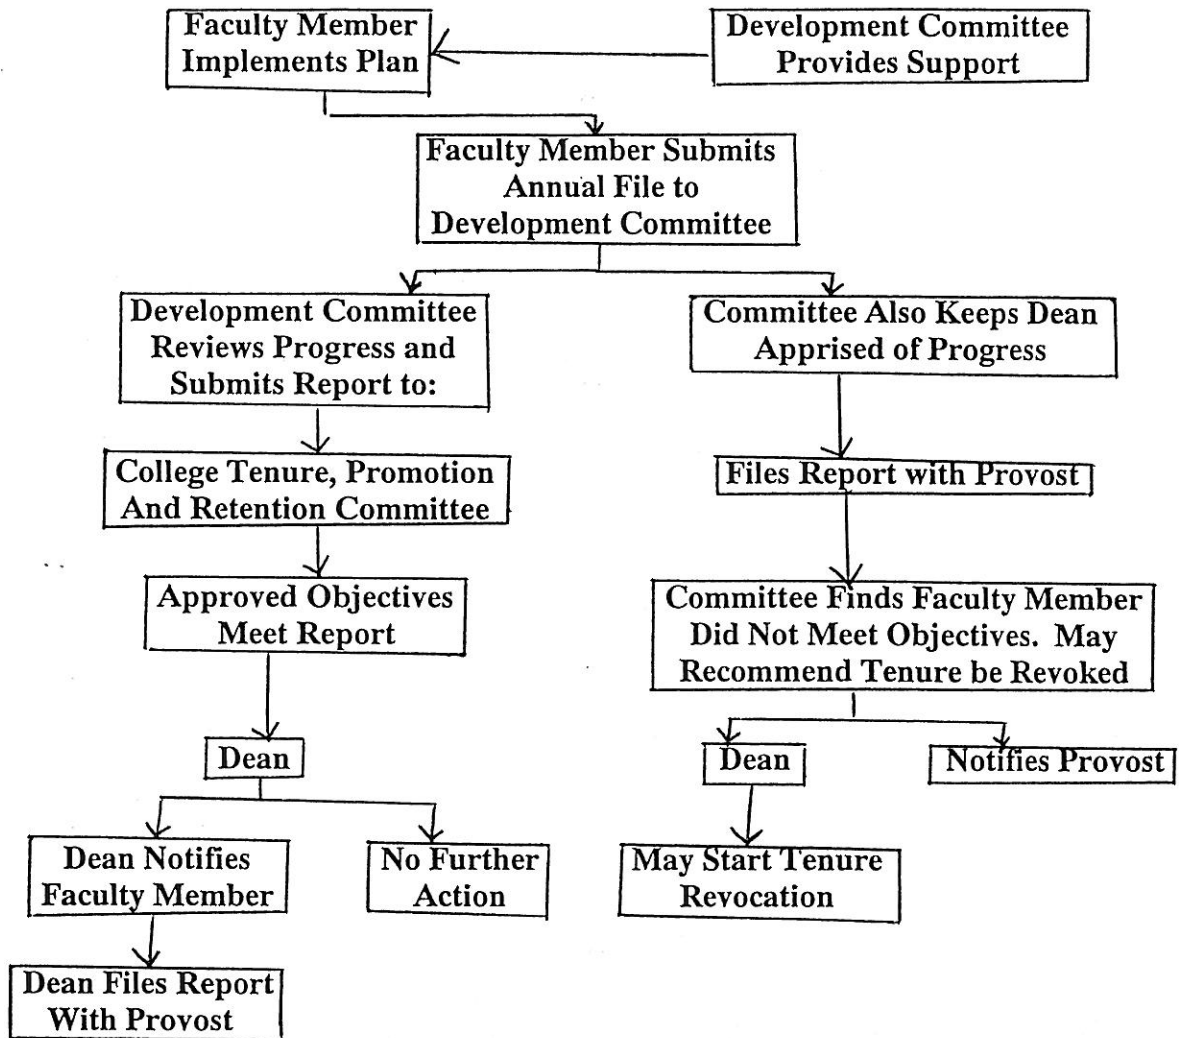 Faculty Member
Implements Plan
Development Committee
Provides Support
Faculty Member Submits
Annual File to
Development Committee
Development Committee
Reviews Progress and
Submits Report to:
Committee Also Keeps Dean
Apprised of Progress
College Tenure, Promotion
And Retention Committee
Files Report with Provost
Approved Objectives
Meet Report
Committee Finds Faculty Member
Did Not Meet Objectives. May
Recommend Tenure be Revoked
Dean
Dean
Notifies Provost
Dean Notifies
Faculty Member
No Further
Action
May Start Tenure
Revocation
Dean Files Report
With Provost